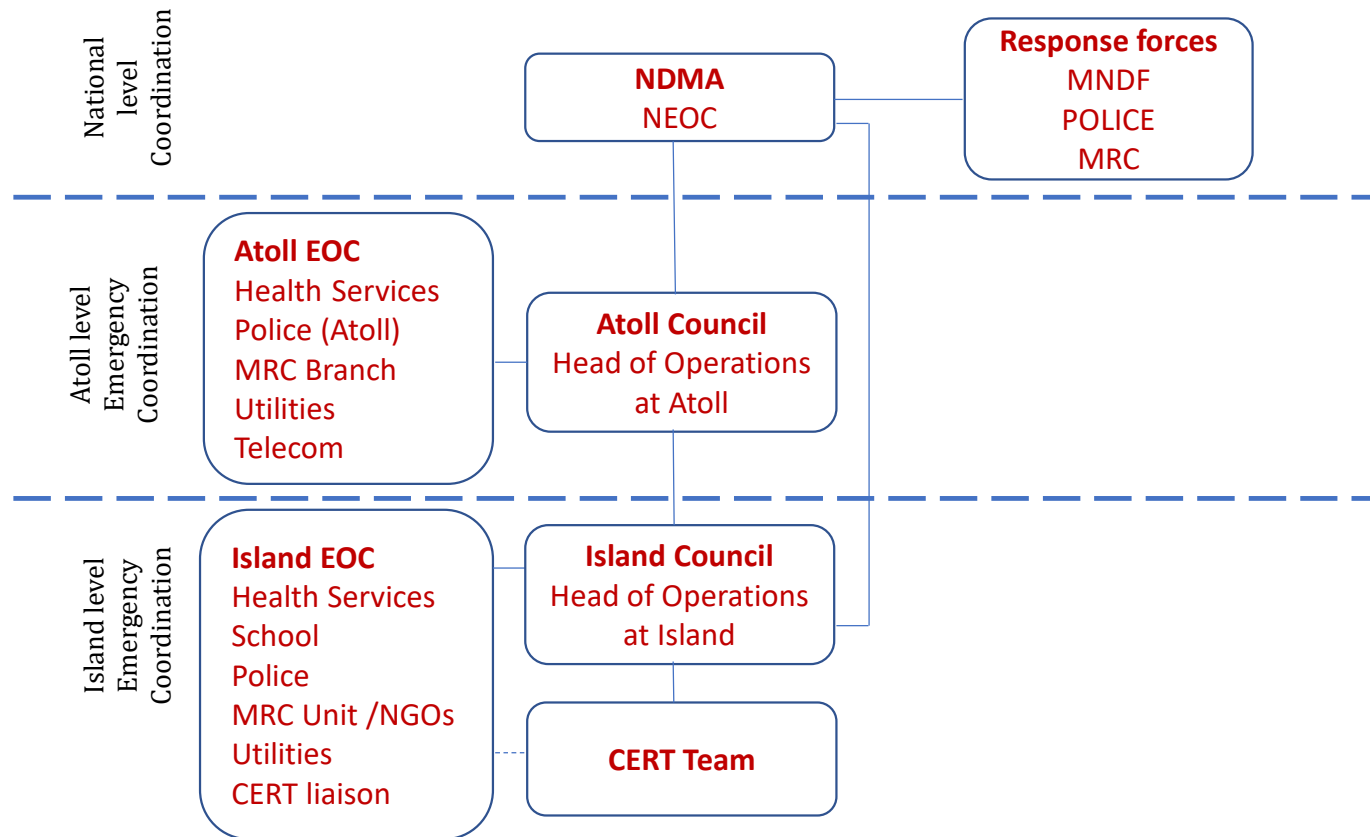 National
level
Coordination
NDMA
NEOC
Response forces
MNDF
POLICE
MRC
Atoll level
Emergency
Coordination
Atoll EOC
Health Services
Police (Atoll)
MRC Branch
Utilities
Telecom
Atoll Council
Head of Operations
at Atoll
Island level
Emergency
Coordination
Island EOC
Health Services
School
Police
MRC Unit /NGOs
Utilities
CERT liaison
Island Council
Head of Operations
at Island
CERT Team